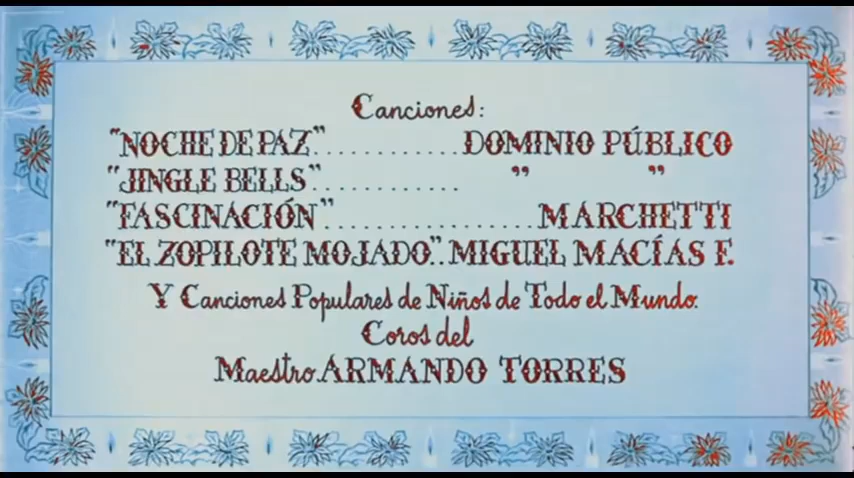 Canciones:
"NOCHE DE PAZ"............DOMINIO PÚBLICO
"JINGLE BELLS"............ " "
"FASCINACIÓN".................MARCHETTI
"EL ZOPILOTE MOJADO"..MIGUEL MACÍAS F.
Y Canciones Populares de Niños de Todo el Mundo.
Coros del
Maestro ARMANDO TORRES